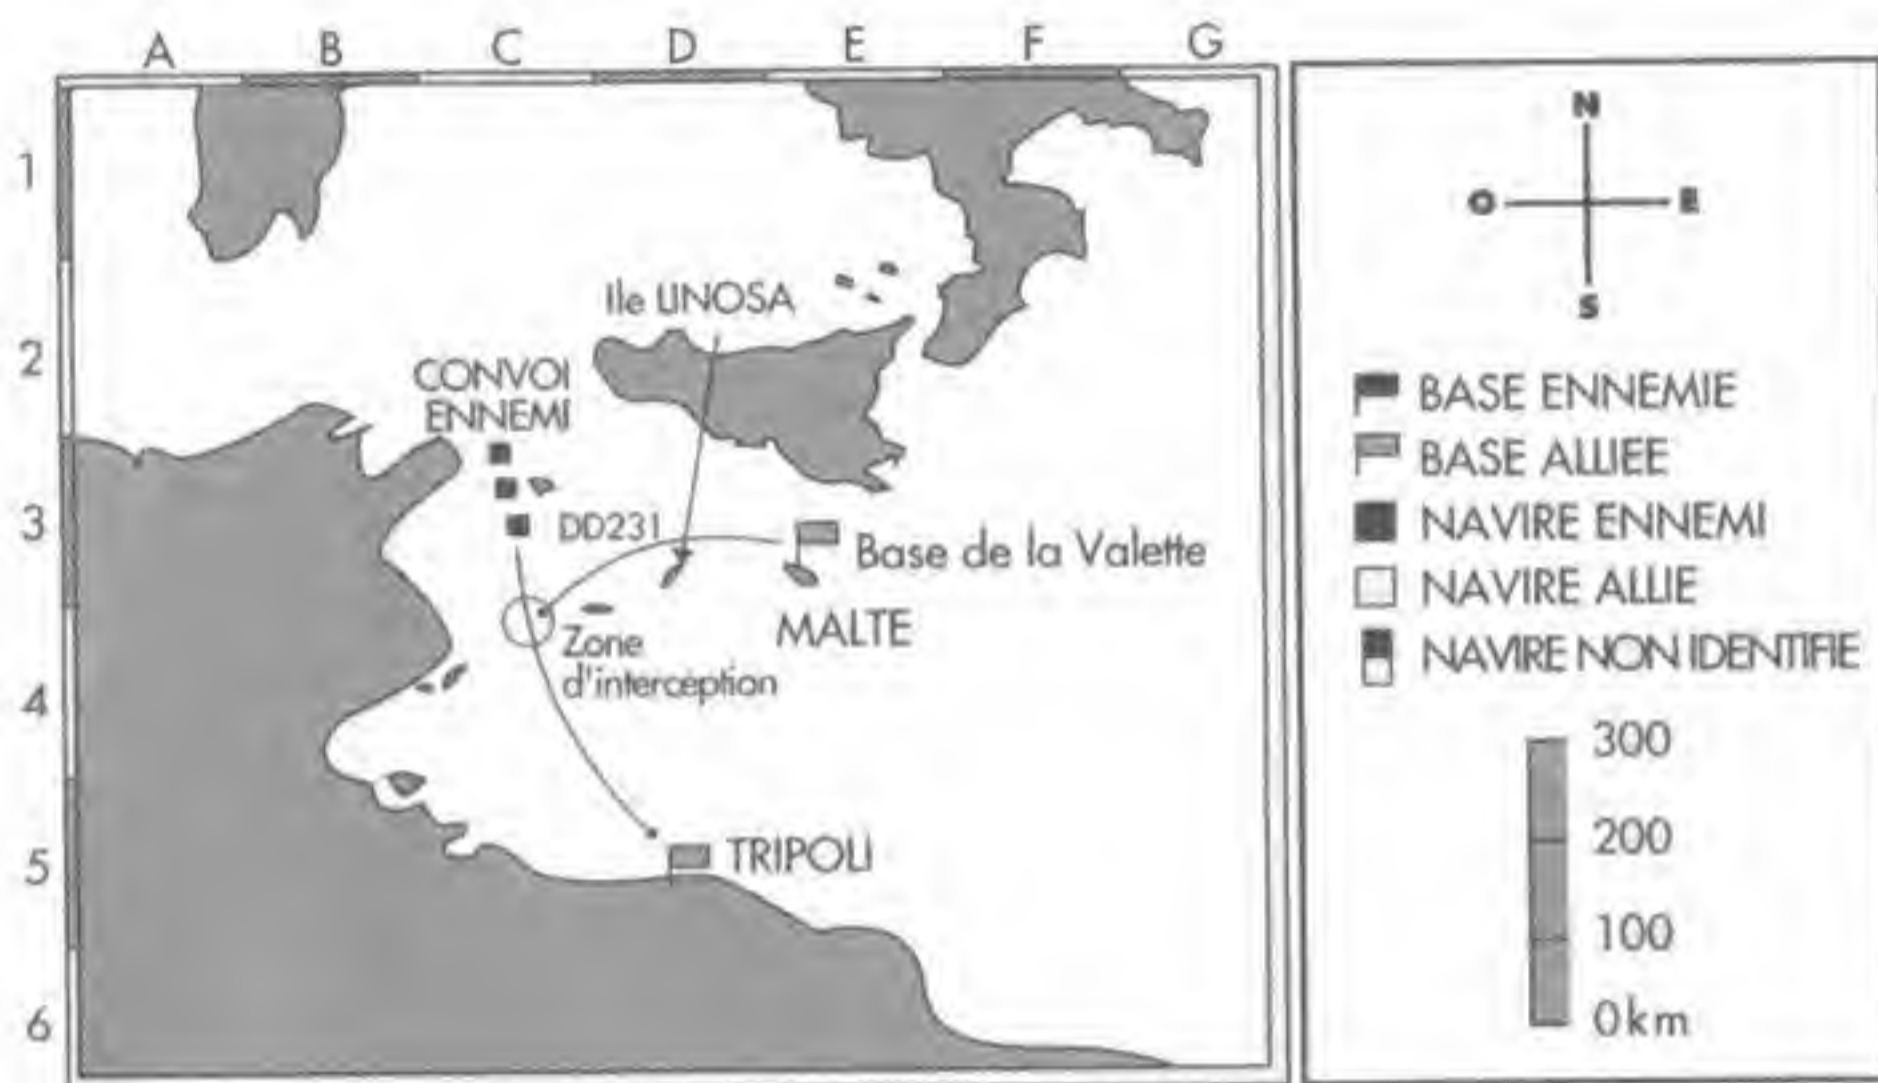 A B C D E F G
1
2
3
4
5
6
Ile LINOSA
CONVOI
ENNEMI
DD231
Base de la Valette
MALTE
Zone
d'interception
TRIPOLI
N
O E
S
BASE ENNEMIE
BASE ALLIEE
NAVIRE ENNEMI
NAVIRE ALLIE
NAVIRE NON IDENTIFIE
300
200
100
0km